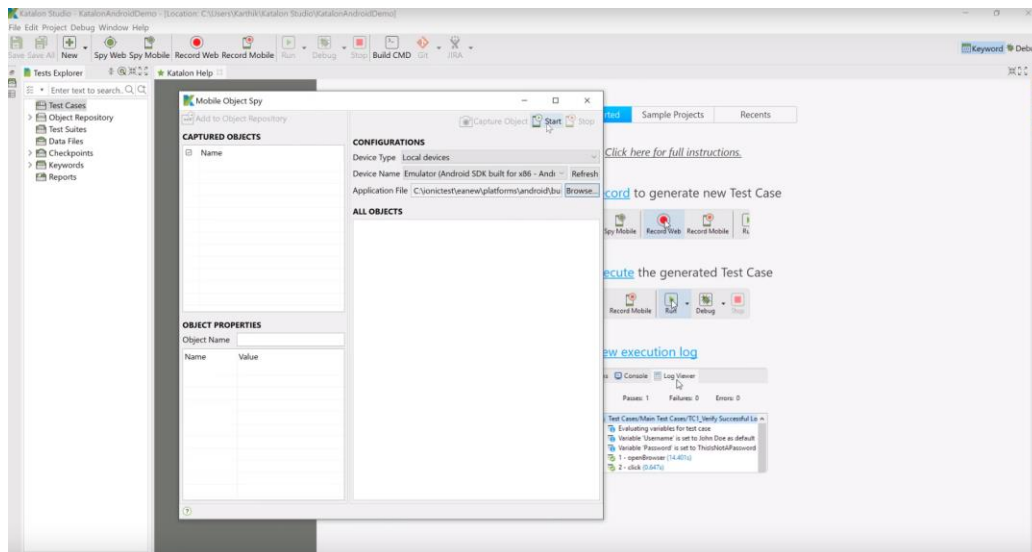 Katalon Studio - KatalonAndroidDemo - [Location: C:\Users\Karthik\Katalon Studio\KatalonAndroidDemo]
File Edit Project Debug Window Help
Save Save All New Spy Web Spy Mobile Record Web Record Mobile Run Debug Stop Build CMD Git JIRA
Keyword Deb
Tests Explorer
Katalon Help
Enter text to search...
Test Cases
Object Repository
Test Suites
Data Files
Checkpoints
Keywords
Reports
Mobile Object Spy
Add to Object Repository
Capture Object Start Stop
CAPTURED OBJECTS
Name
CONFIGURATIONS
Device Type Local devices
Device Name Emulator (Android SDK built for x86 - Andr Refresh
Application File C:\ionictest\eanew\platforms\android\bu Browse...
ALL OBJECTS
OBJECT PROPERTIES
Object Name
Name Value
rted Sample Projects Recents
Click here for full instructions.
cord to generate new Test Case
Spy Mobile Record Web Record Mobile Ru
ecute the generated Test Case
Record Mobile Run Debug Stop
ew execution log
Console Log Viewer
Passes: 1 Failures: 0 Errors: 0
Test Cases/Main Test Cases/TC1_Verify Successful Lo
Evaluating variables for test case
Variable 'Username' is set to John Doe as default
Variable 'Password' is set to ThisIsNotAPassword
1 - openBrowser (14.401s)
2 - click (0.647s)